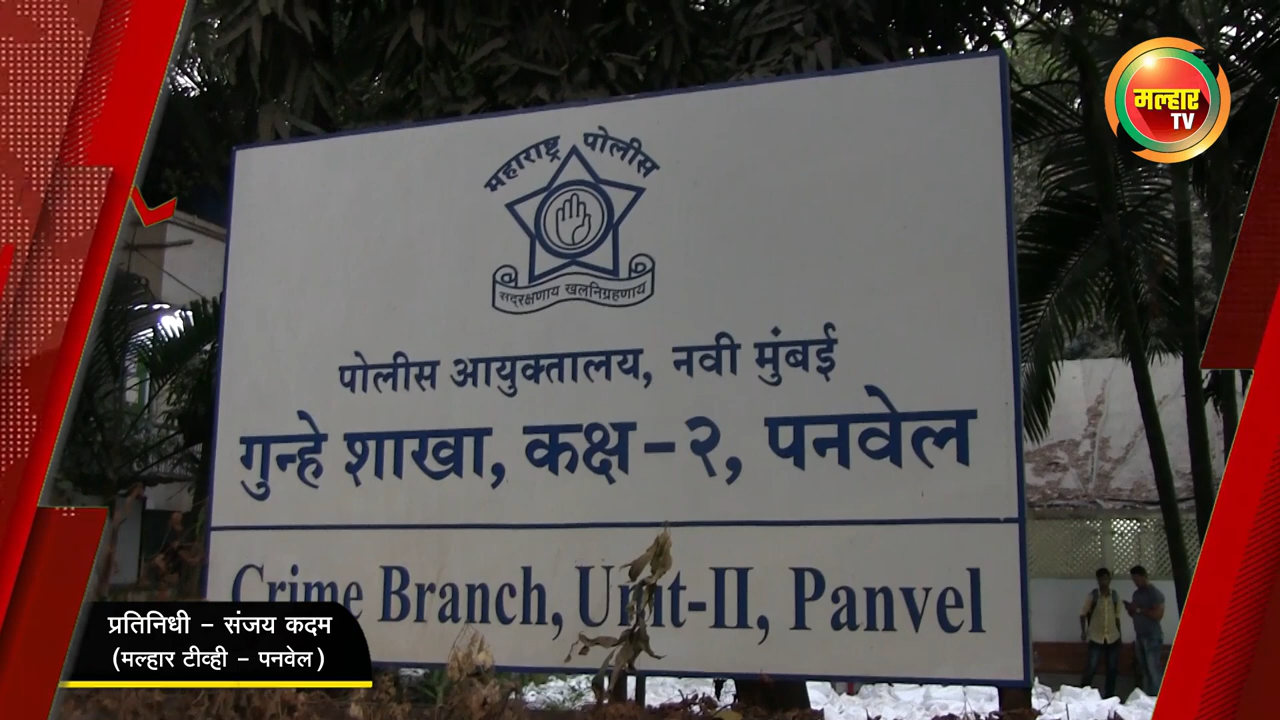 मल्हार
TV
महाराष्ट्र पोलीस
सद्रक्षणाय खलनिग्रहणाय
पोलीस आयुक्तालय, नवी मुंबई
गुन्हे शाखा, कक्ष-२, पनवेल
Crime Branch, Unit-II, Panvel
प्रतिनिधी - संजय कदम
(मल्हार टीव्ही - पनवेल)